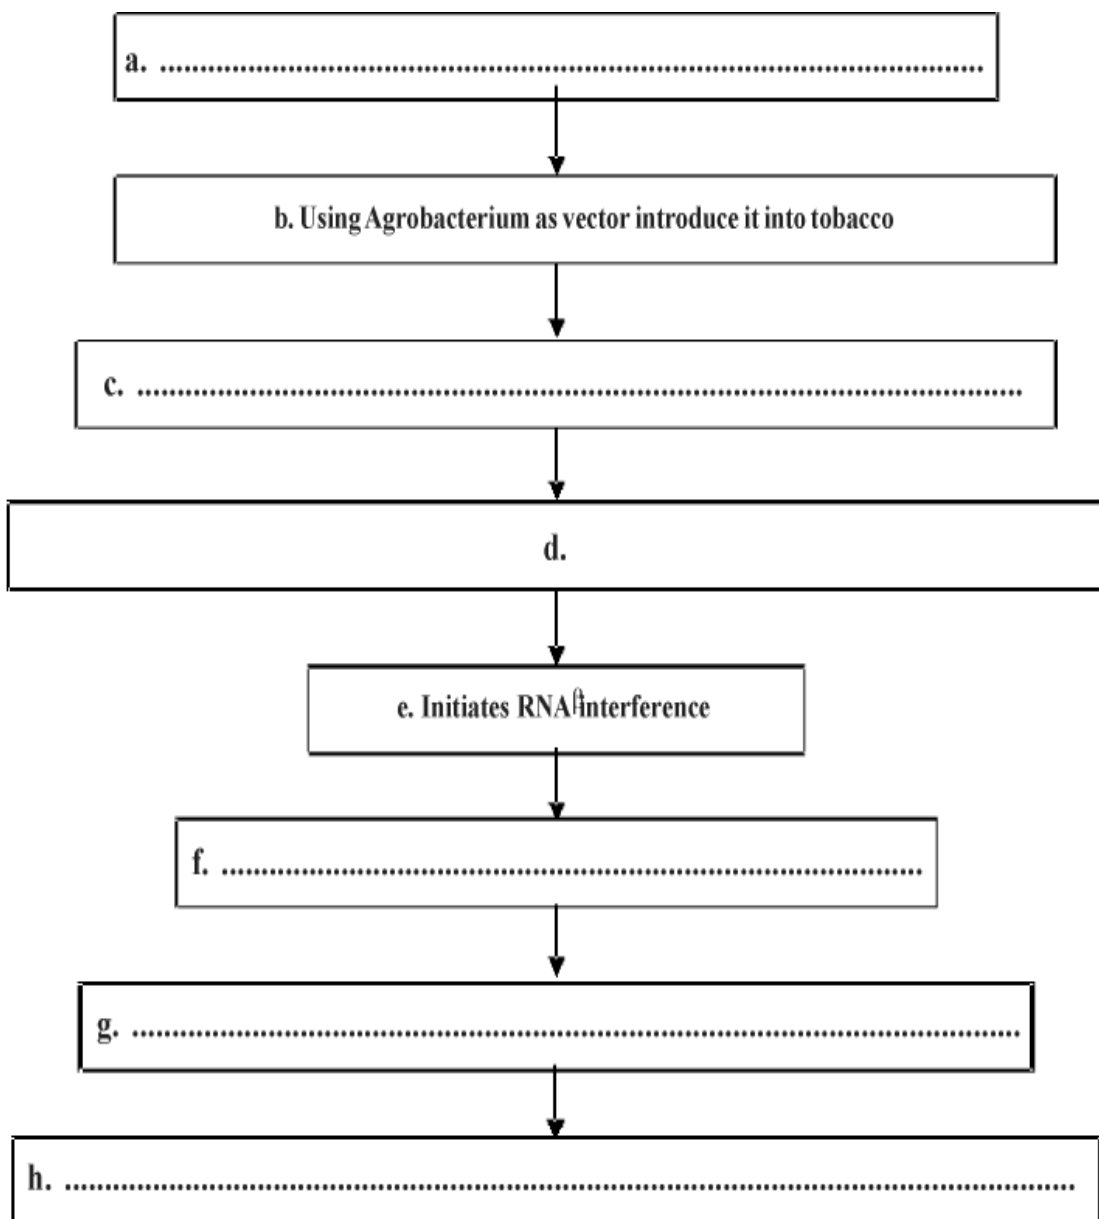 a. ........................................................................................................
b. Using Agrobacterium as vector introduce it into tobacco
c. ................................................................................................................
d.
e. Initiates RNA interference
f. ........................................................................................
g. ................................................................................................................
h. ................................................................................................................................